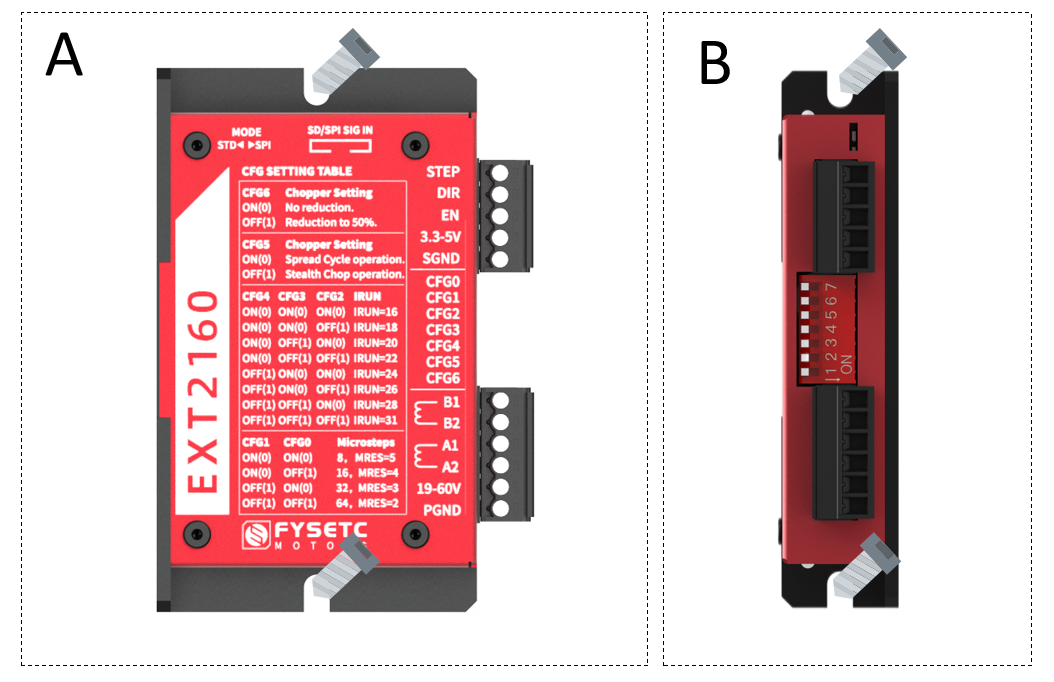 A
MODE
STD◀ ▶SPI
SD/SPI SIG IN
CFG SETTING TABLE
CFG6 Chopper Setting
ON(0) No reduction.
OFF(1) Reduction to 50%.
CFG5 Chopper Setting
ON(0) Spread Cycle operation.
OFF(1) Stealth Chop operation.
CFG4 CFG3 CFG2 IRUN
ON(0) ON(0) ON(0) IRUN=16
ON(0) ON(0) OFF(1) IRUN=18
ON(0) OFF(1) ON(0) IRUN=20
ON(0) OFF(1) OFF(1) IRUN=22
OFF(1) ON(0) ON(0) IRUN=24
OFF(1) ON(0) OFF(1) IRUN=26
OFF(1) OFF(1) ON(0) IRUN=28
OFF(1) OFF(1) OFF(1) IRUN=31
CFG1 CFG0 Microsteps
ON(0) ON(0) 8, MRES=5
ON(0) OFF(1) 16, MRES=4
OFF(1) ON(0) 32, MRES=3
OFF(1) OFF(1) 64, MRES=2
EXT2160
STEP
DIR
EN
3.3-5V
SGND
CFG0
CFG1
CFG2
CFG3
CFG4
CFG5
CFG6
B1
B2
A1
A2
19-60V
PGND
FYSETC
B
1 2 3 4 5 6 7
↓ON